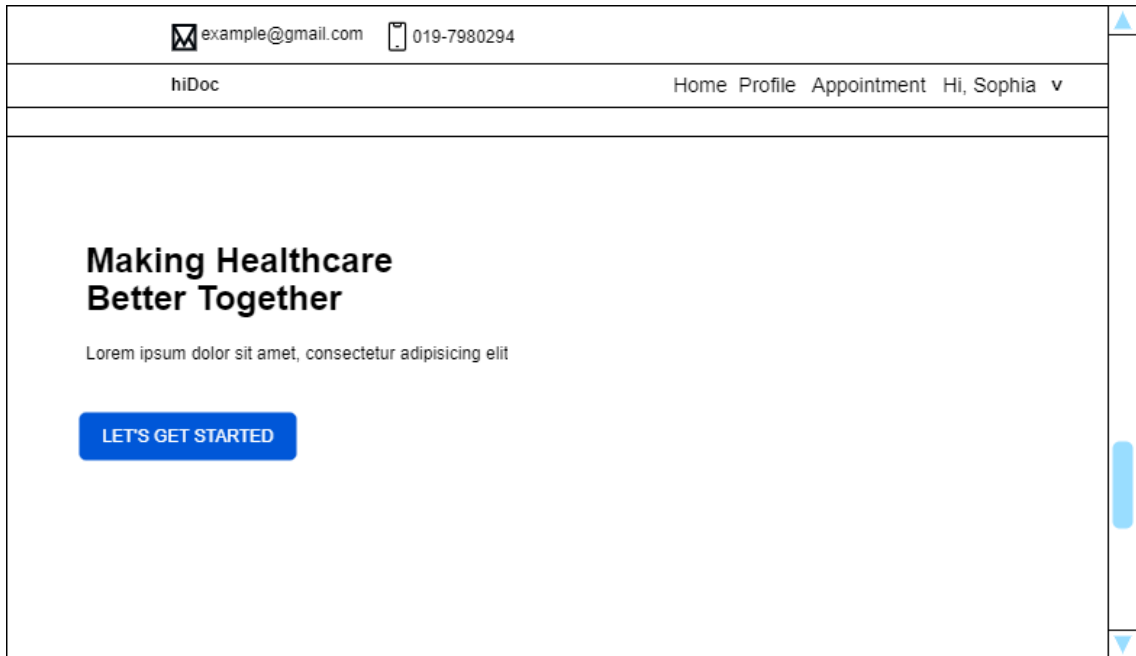 example@gmail.com 019-7980294
hiDoc Home Profile Appointment Hi, Sophia v
Making Healthcare
Better Together
Lorem ipsum dolor sit amet, consectetur adipisicing elit
LET'S GET STARTED